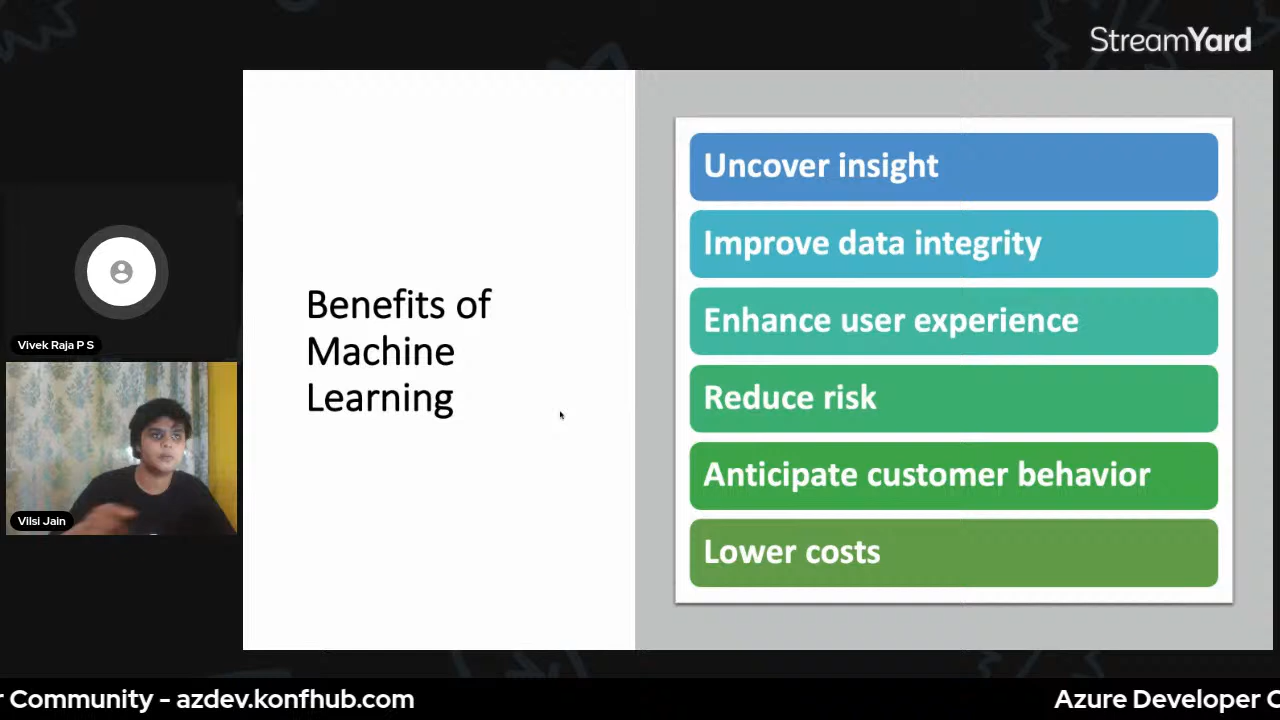 StreamYard
Benefits of
Machine
Learning
Uncover insight
Improve data integrity
Enhance user experience
Reduce risk
Anticipate customer behavior
Lower costs
Vivek Raja P S
Vilsi Jain
r Community - azdev.konfhub.com
Azure Developer C